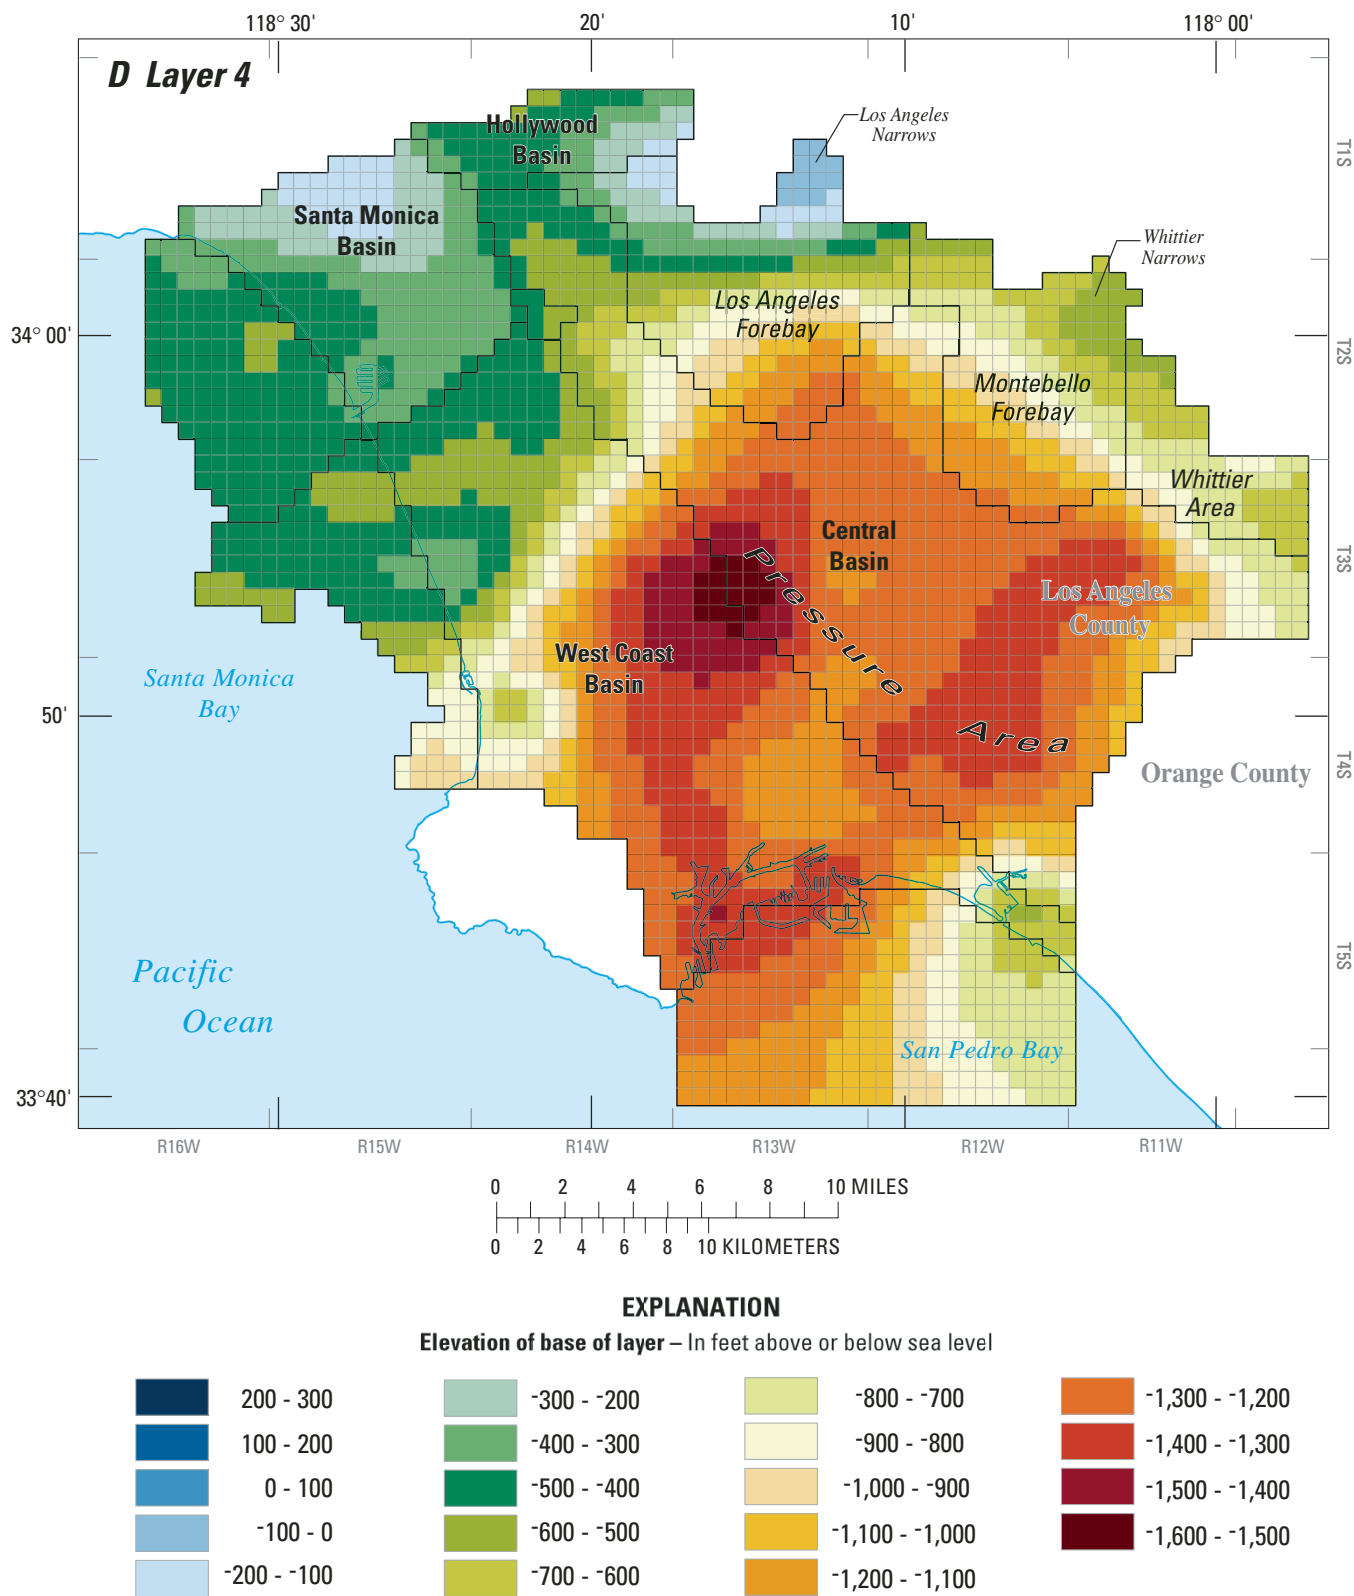 118° 30'
20'
10'
118° 00'
D Layer 4
Hollywood
Basin
Los Angeles
Narrows
T1S
Santa Monica
Basin
Whittier
Narrows
Los Angeles
Forebay
34° 00'
T2S
Montebello
Forebay
Whittier
Area
Central
Basin
T3S
Pressure
Area
Los Angeles
County
West Coast
Basin
Santa Monica
Bay
50'
T4S
Orange County
Pacific
Ocean
T5S
San Pedro Bay
33°40'
R16W
R15W
R14W
R13W
R12W
R11W
0 2 4 6 8 10 MILES
0 2 4 6 8 10 KILOMETERS
EXPLANATION
Elevation of base of layer – In feet above or below sea level
200 - 300
100 - 200
0 - 100
-100 - 0
-200 - -100
-300 - -200
-400 - -300
-500 - -400
-600 - -500
-700 - -600
-800 - -700
-900 - -800
-1,000 - -900
-1,100 - -1,000
-1,200 - -1,100
-1,300 - -1,200
-1,400 - -1,300
-1,500 - -1,400
-1,600 - -1,500